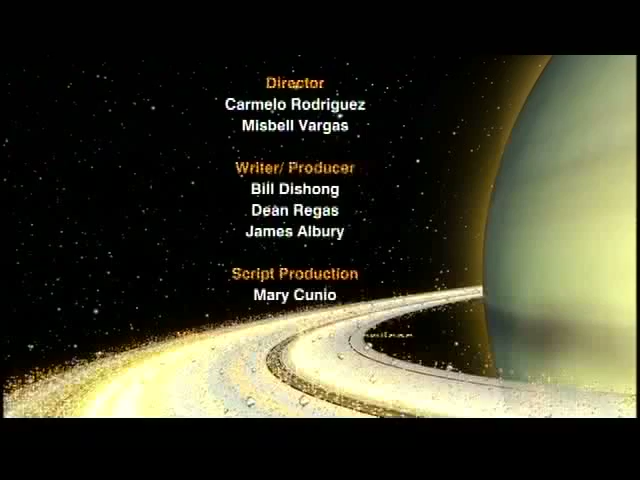 Director
Carmelo Rodriguez
Misbell Vargas
Writer/ Producer
Bill Dishong
Dean Regas
James Albury
Script Production
Mary Cunio